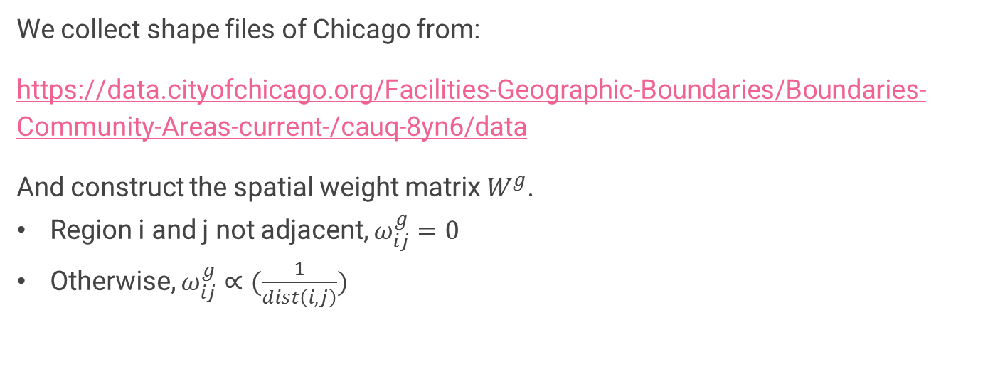 We collect shape files of Chicago from:
https://data.cityofchicago.org/Facilities-Geographic-Boundaries/Boundaries-
Community-Areas-current-/cauq-8yn6/data
And construct the spatial weight matrix $W^g$.
• Region i and j not adjacent, $\omega_{ij}^g = 0$
• Otherwise, $\omega_{ij}^g \propto (\frac{1}{dist(i,j)})$